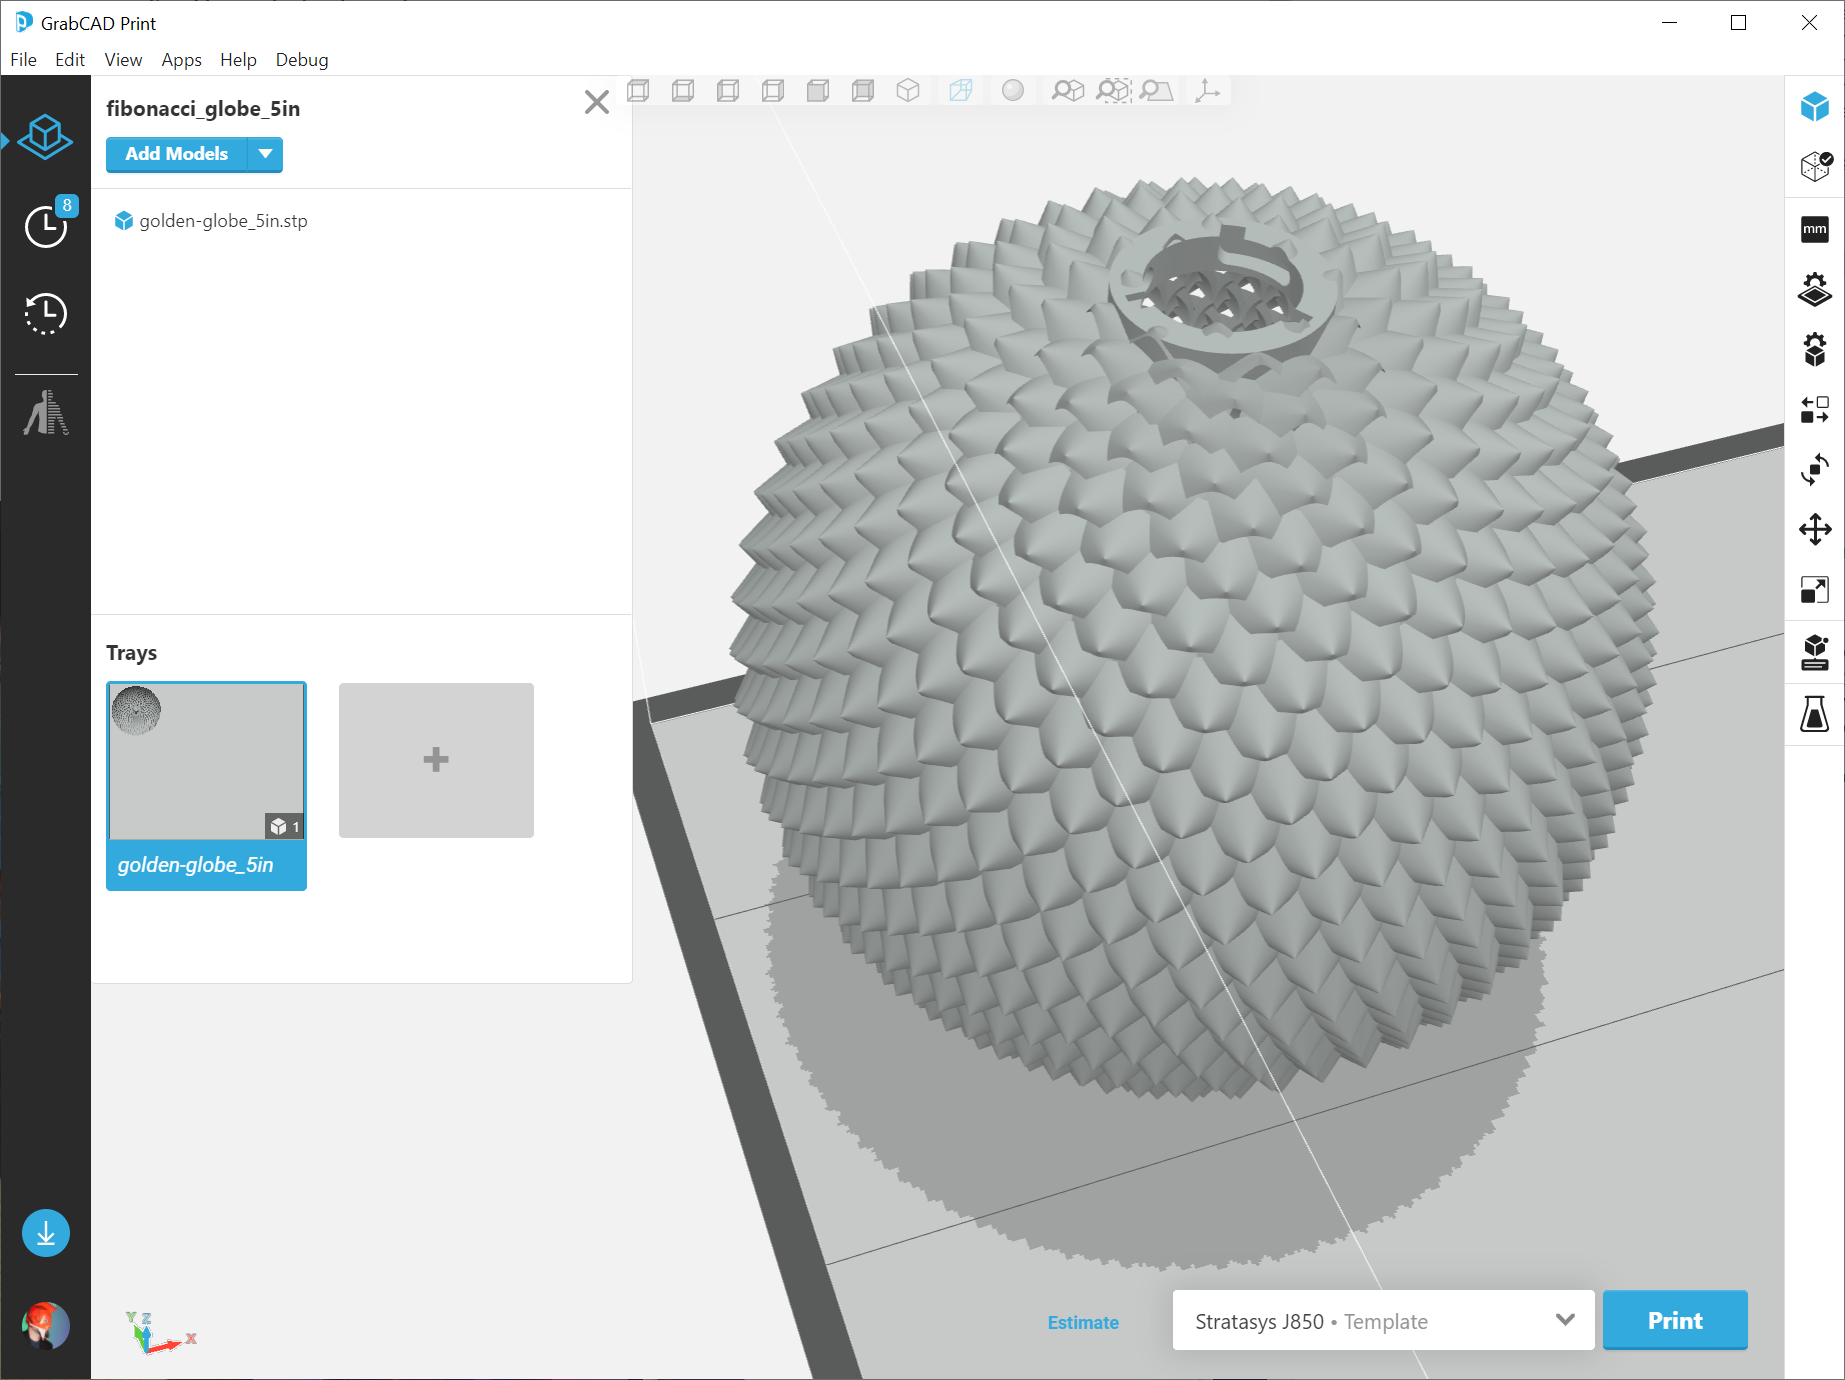 GrabCAD Print
File Edit View Apps Help Debug
fibonacci_globe_5in
Add Models
8
golden-globe_5in.stp
mm
Trays
1
golden-globe_5in
Y Z X
Estimate
Stratasys J850 • Template
Print